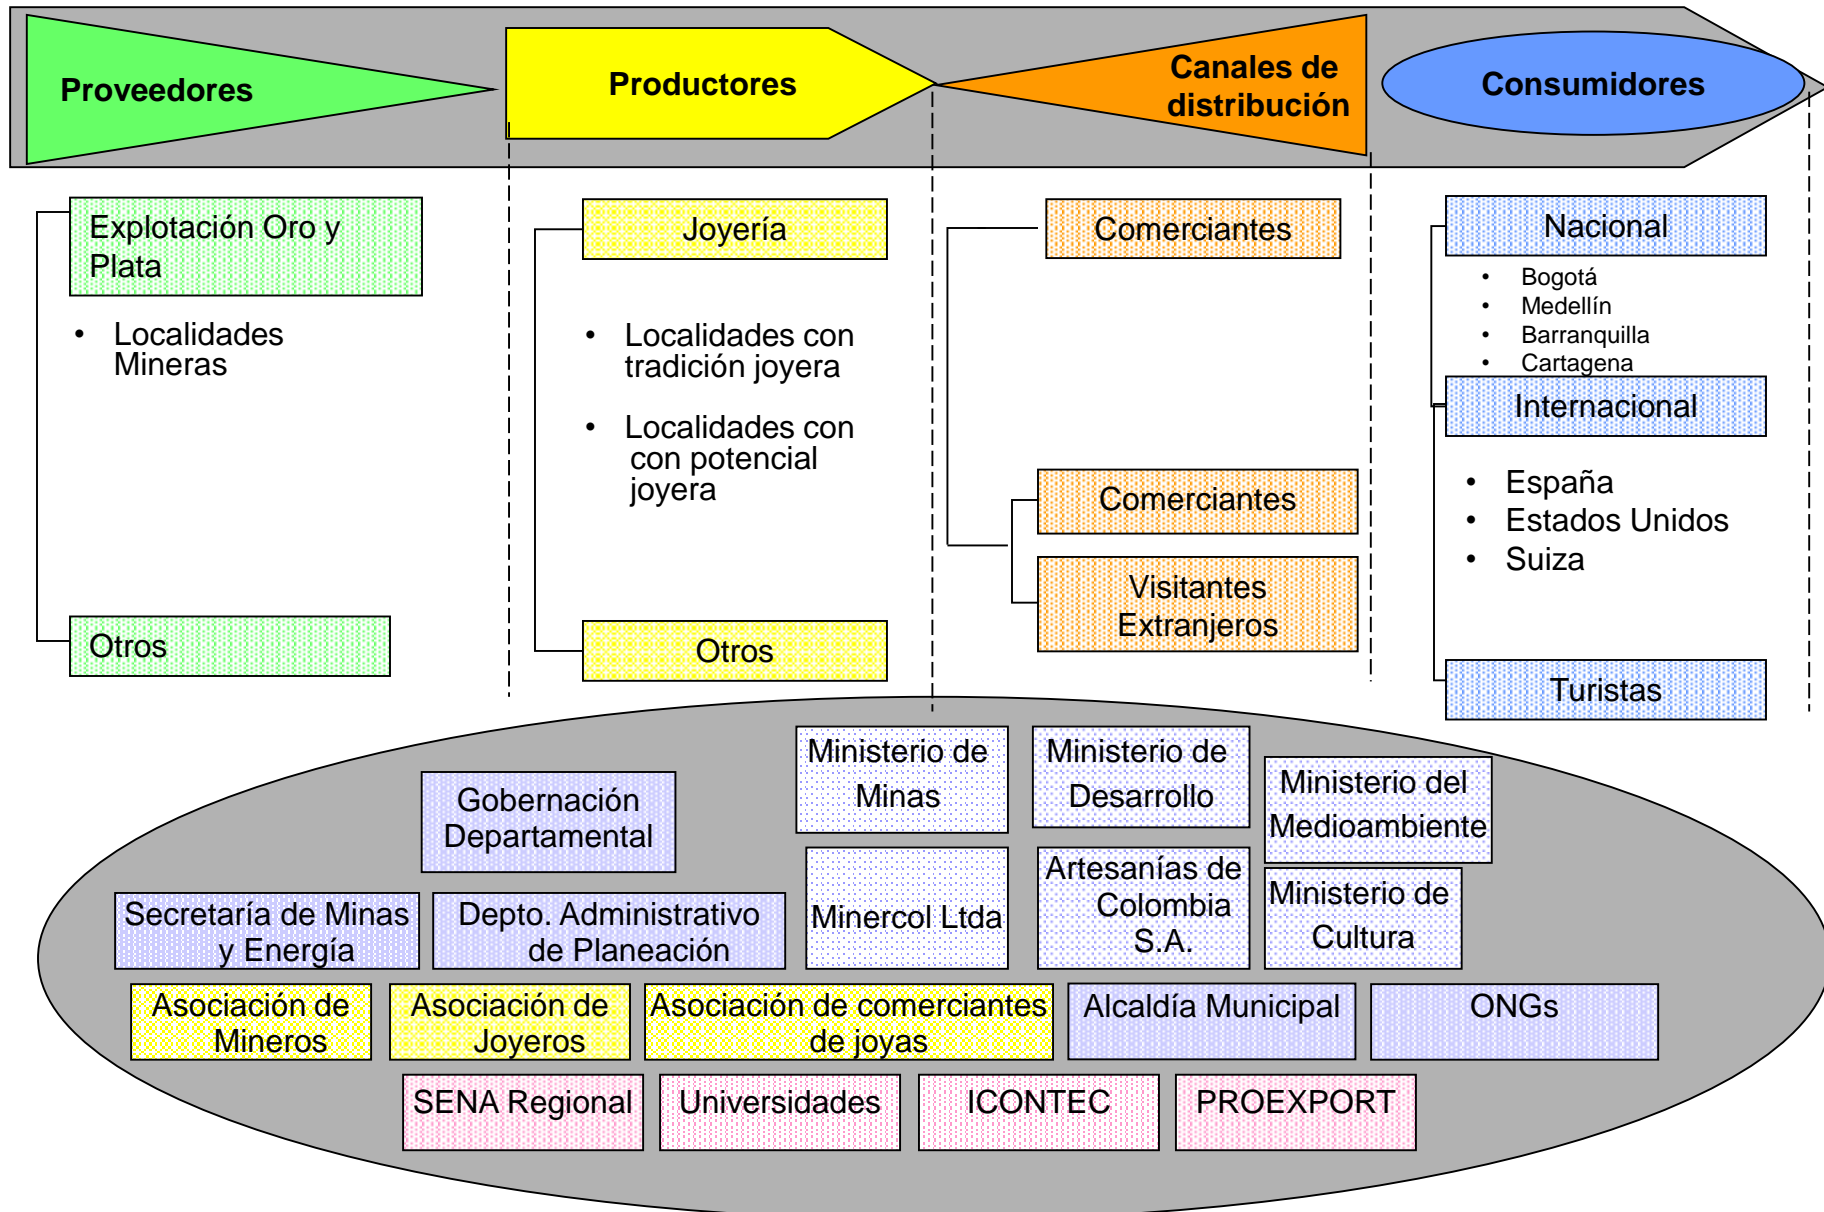 Proveedores
Productores
Canales de
distribución
Consumidores
Explotación Oro y
Plata
• Localidades
Mineras
Otros
Joyería
• Localidades con
tradición joyera
• Localidades con
con potencial
joyera
Otros
Comerciantes
Comerciantes
Visitantes
Extranjeros
Nacional
• Bogotá
• Medellín
• Barranquilla
• Cartagena
Internacional
• España
• Estados Unidos
• Suiza
Turistas
Gobernación
Departamental
Ministerio de
Minas
Ministerio de
Desarrollo
Ministerio del
Medioambiente
Secretaría de Minas
y Energía
Depto. Administrativo
de Planeación
Minercol Ltda
Artesanías de
Colombia
S.A.
Ministerio de
Cultura
Asociación de
Mineros
Asociación de
Joyeros
Asociación de comerciantes
de joyas
Alcaldía Municipal
ONGs
SENA Regional
Universidades
ICONTEC
PROEXPORT